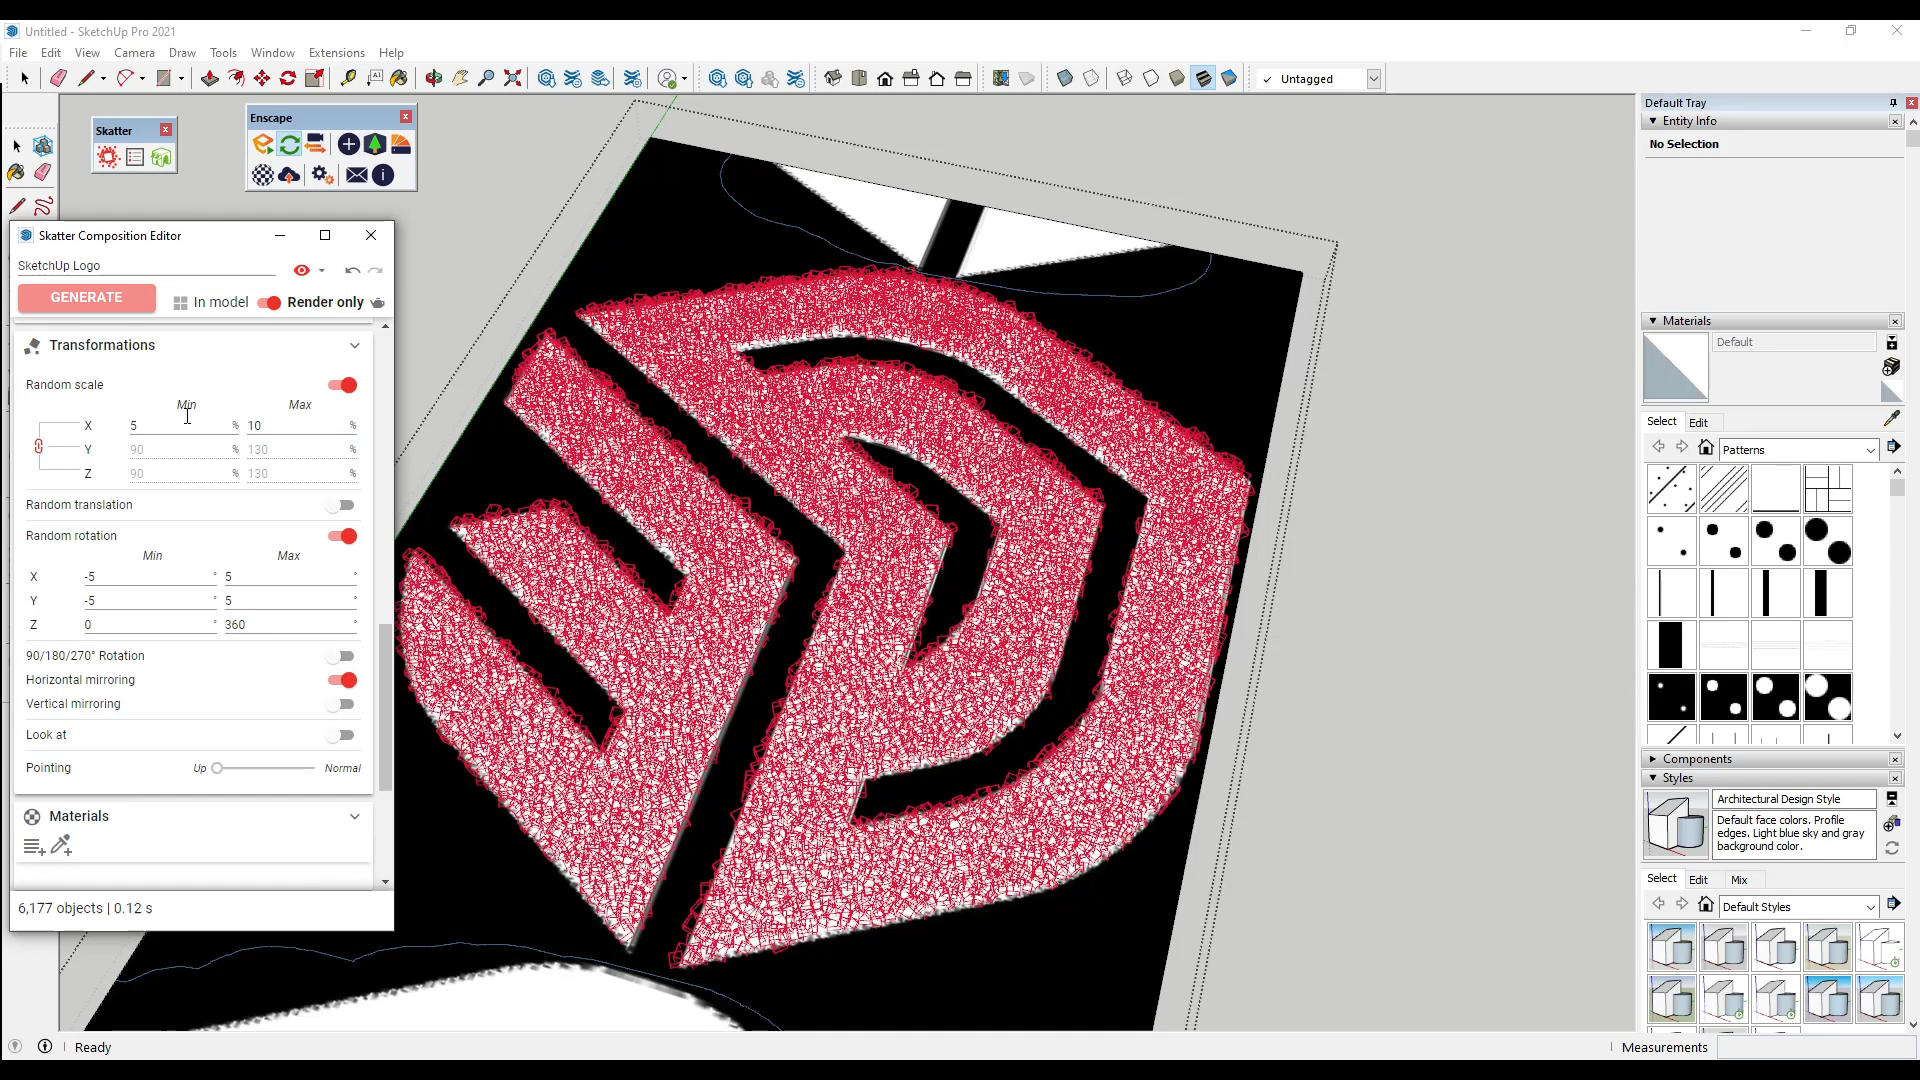 Untitled - SketchUp Pro 2021
File Edit View Camera Draw Tools Window Extensions Help
Untagged
Skatter
Enscape
Skatter Composition Editor
SketchUp Logo
GENERATE In model Render only
Transformations
Random scale
Min Max
X 5 % 10 %
Y 90 % 130 %
Z 90 % 130 %
Random translation
Random rotation
Min Max
X -5 ° 5 °
Y -5 ° 5 °
Z 0 ° 360 °
90/180/270° Rotation
Horizontal mirroring
Vertical mirroring
Look at
Pointing Up Normal
Materials
6,177 objects | 0.12 s
Default Tray
Entity Info
No Selection
Materials
Default
Select Edit
Patterns
Components
Styles
Architectural Design Style
Default face colors. Profile
edges. Light blue sky and gray
background color.
Select Edit Mix
Default Styles
Ready
Measurements